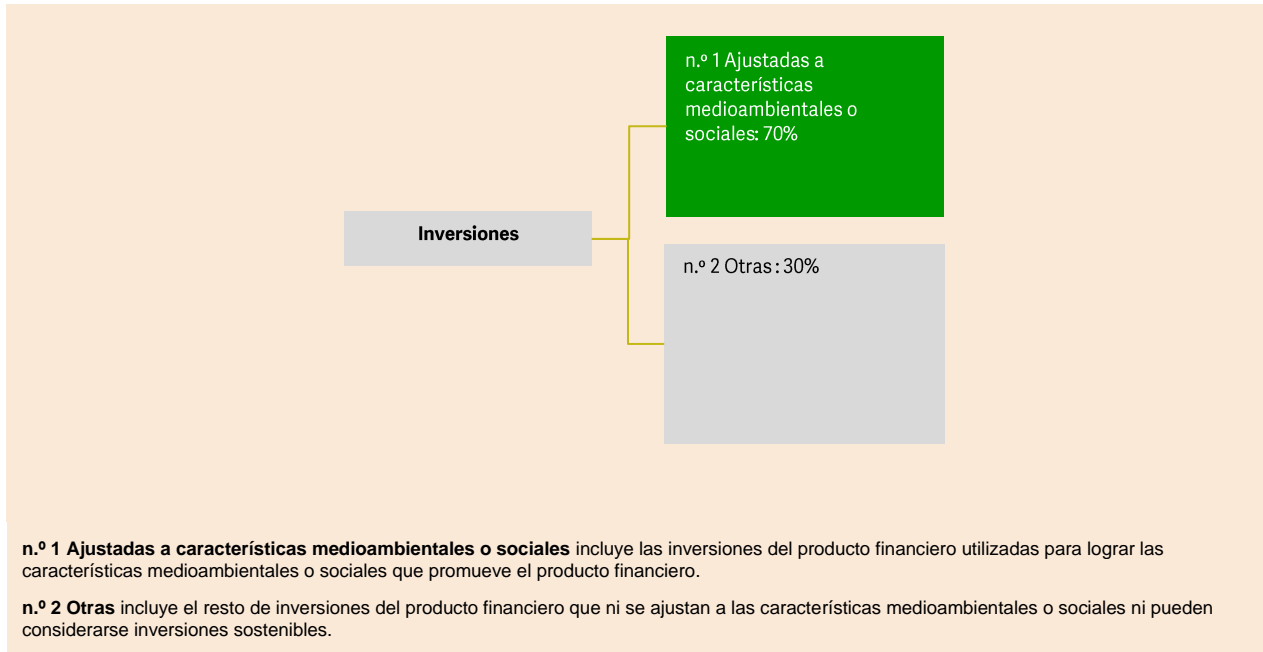 n.º 1 Ajustadas a
características
medioambientales o
sociales: 70%
Inversiones
n.º 2 Otras : 30%
n.º 1 Ajustadas a características medioambientales o sociales incluye las inversiones del producto financiero utilizadas para lograr las
características medioambientales o sociales que promueve el producto financiero.
n.º 2 Otras incluye el resto de inversiones del producto financiero que ni se ajustan a las características medioambientales o sociales ni pueden
considerarse inversiones sostenibles.